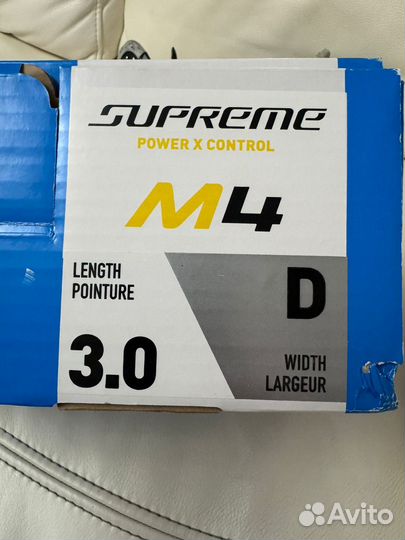 SUPREME
POWER X CONTROL
M4
LENGTH
POINTURE
3.0
D
WIDTH
LARGEUR
Avito